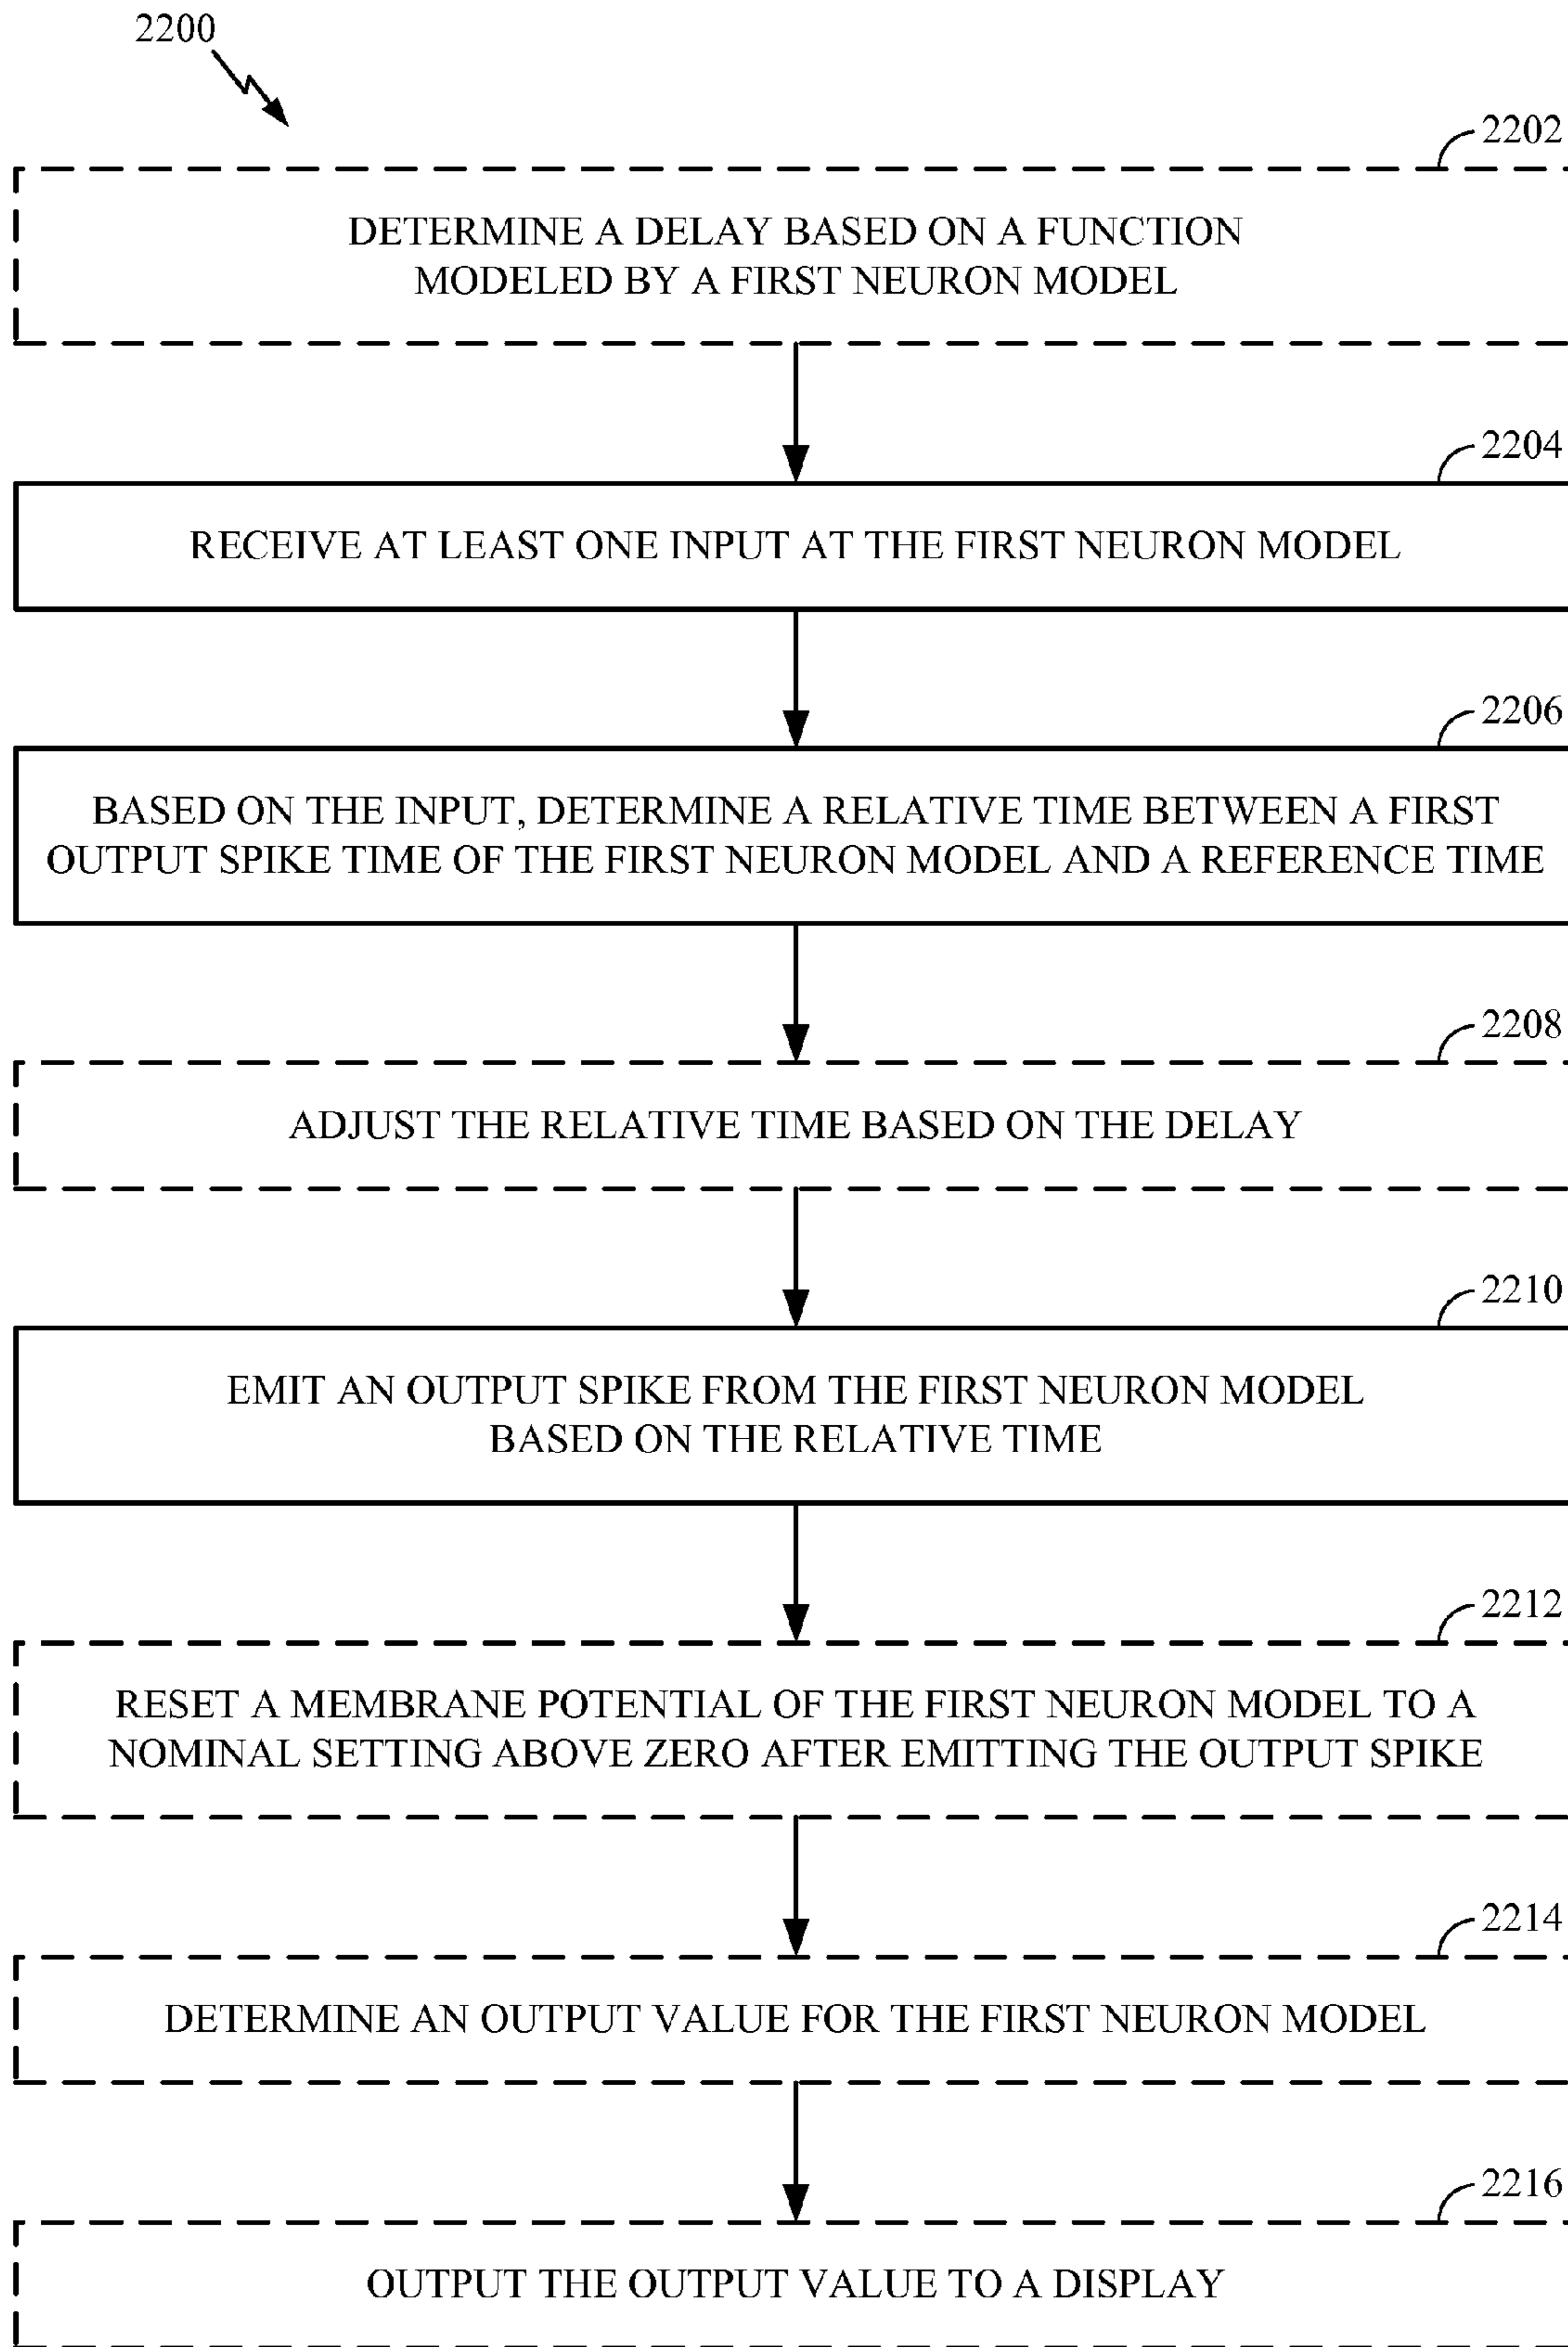 2200
2202
DETERMINE A DELAY BASED ON A FUNCTION
MODELED BY A FIRST NEURON MODEL
2204
RECEIVE AT LEAST ONE INPUT AT THE FIRST NEURON MODEL
2206
BASED ON THE INPUT, DETERMINE A RELATIVE TIME BETWEEN A FIRST
OUTPUT SPIKE TIME OF THE FIRST NEURON MODEL AND A REFERENCE TIME
2208
ADJUST THE RELATIVE TIME BASED ON THE DELAY
2210
EMIT AN OUTPUT SPIKE FROM THE FIRST NEURON MODEL
BASED ON THE RELATIVE TIME
2212
RESET A MEMBRANE POTENTIAL OF THE FIRST NEURON MODEL TO A
NOMINAL SETTING ABOVE ZERO AFTER EMITTING THE OUTPUT SPIKE
2214
DETERMINE AN OUTPUT VALUE FOR THE FIRST NEURON MODEL
2216
OUTPUT THE OUTPUT VALUE TO A DISPLAY